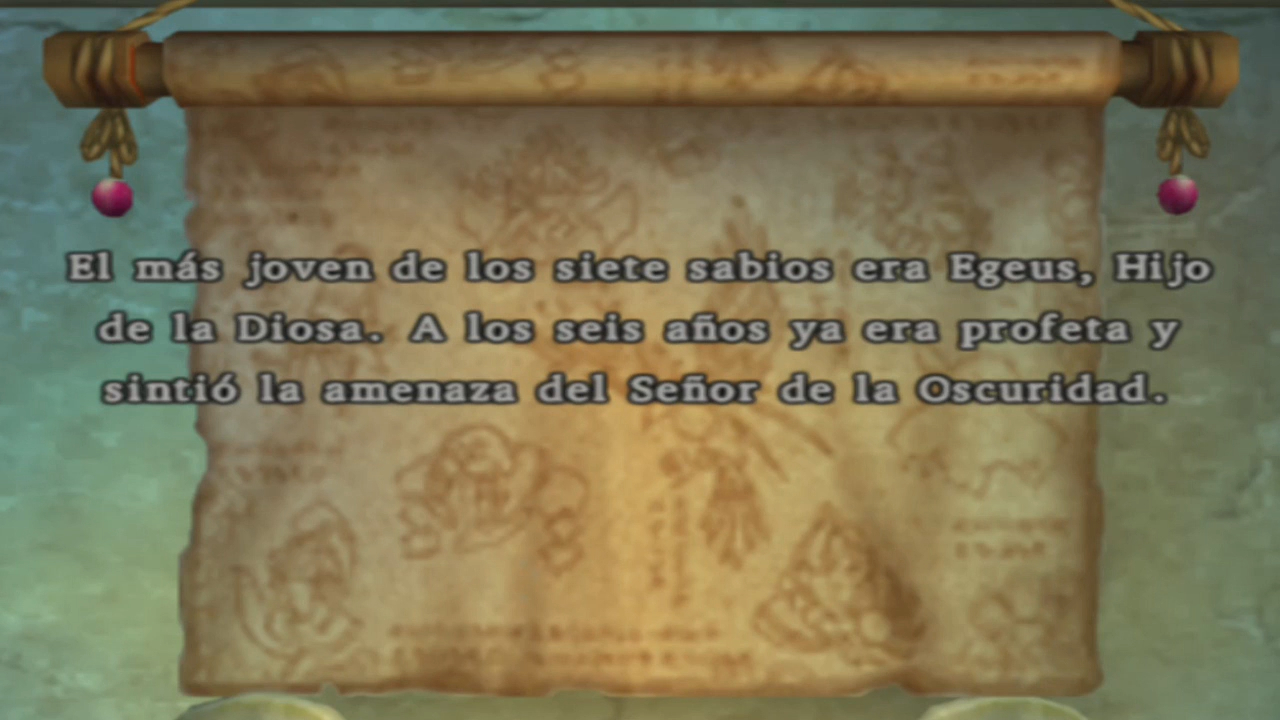 El más joven de los siete sabios era Egeus, Hijo
de la Diosa. A los seis años ya era profeta y
sintió la amenaza del Señor de la Oscuridad.